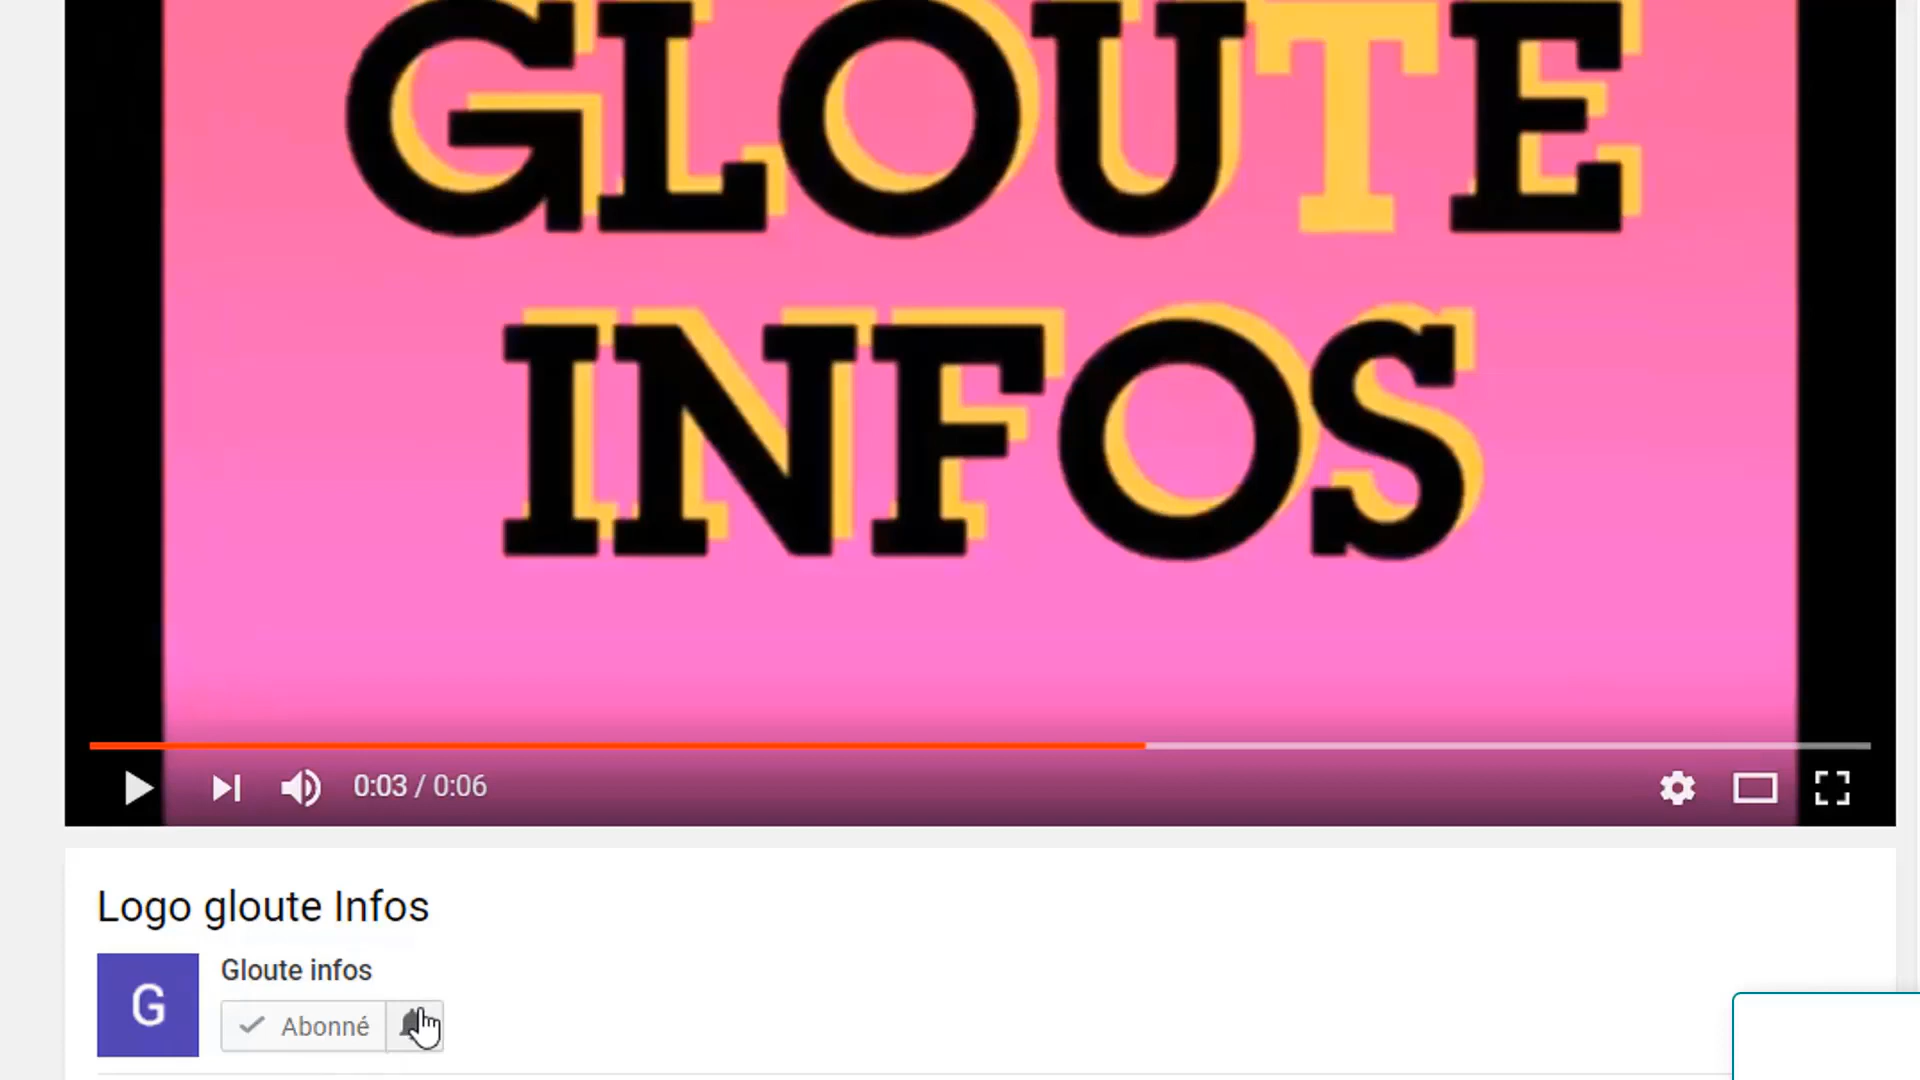 GLOUTE
INFOS
0:03 / 0:06
Logo gloute Infos
G
Gloute infos
Abonné